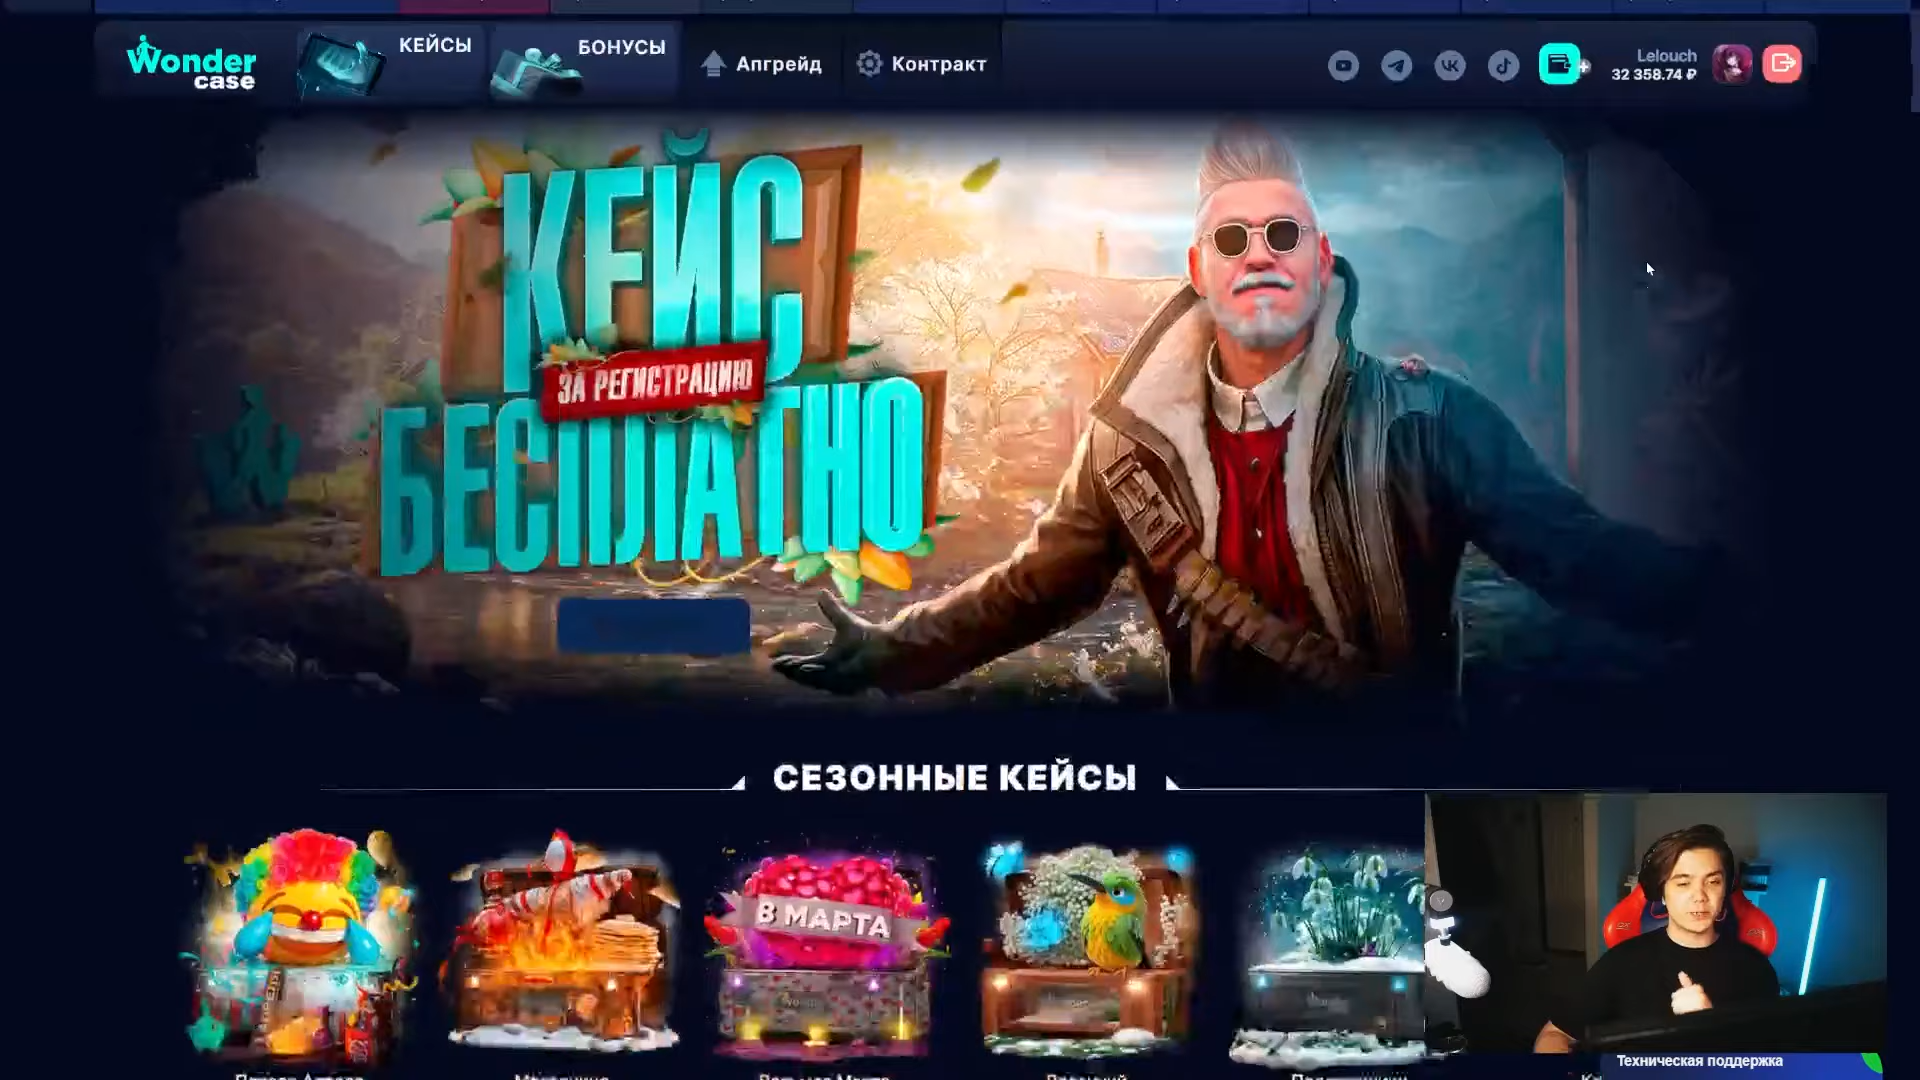 Wonder
case
КЕЙСЫ
БОНУСЫ
Апгрейд
Контракт
Lelouch
32 358.74 ₽
КЕЙС
ЗА РЕГИСТРАЦИЮ
БЕСПЛАТНО
СЕЗОННЫЕ КЕЙСЫ
8 МАРТА
Техническая поддержка